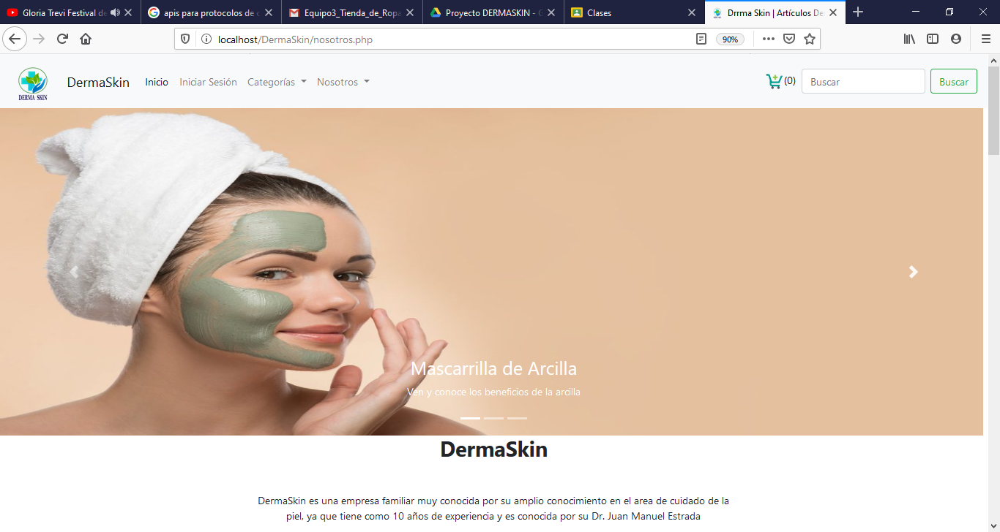 Gloria Trevi Festival de
apis para protocolos de c
Equipo3_Tienda_de_Ropa
Proyecto DERMASKIN - G
Clases
Drrma Skin | Artículos De
localhost/DermaSkin/nosotros.php
90%
DERMA SKIN
DermaSkin
Inicio
Iniciar Sesión
Categorías
Nosotros
(0)
Buscar
Buscar
Mascarrilla de Arcilla
Ven y conoce los beneficios de la arcilla
DermaSkin
DermaSkin es una empresa familiar muy conocida por su amplio conocimiento en el area de cuidado de la
piel, ya que tiene como 10 años de experiencia y es conocida por su Dr. Juan Manuel Estrada